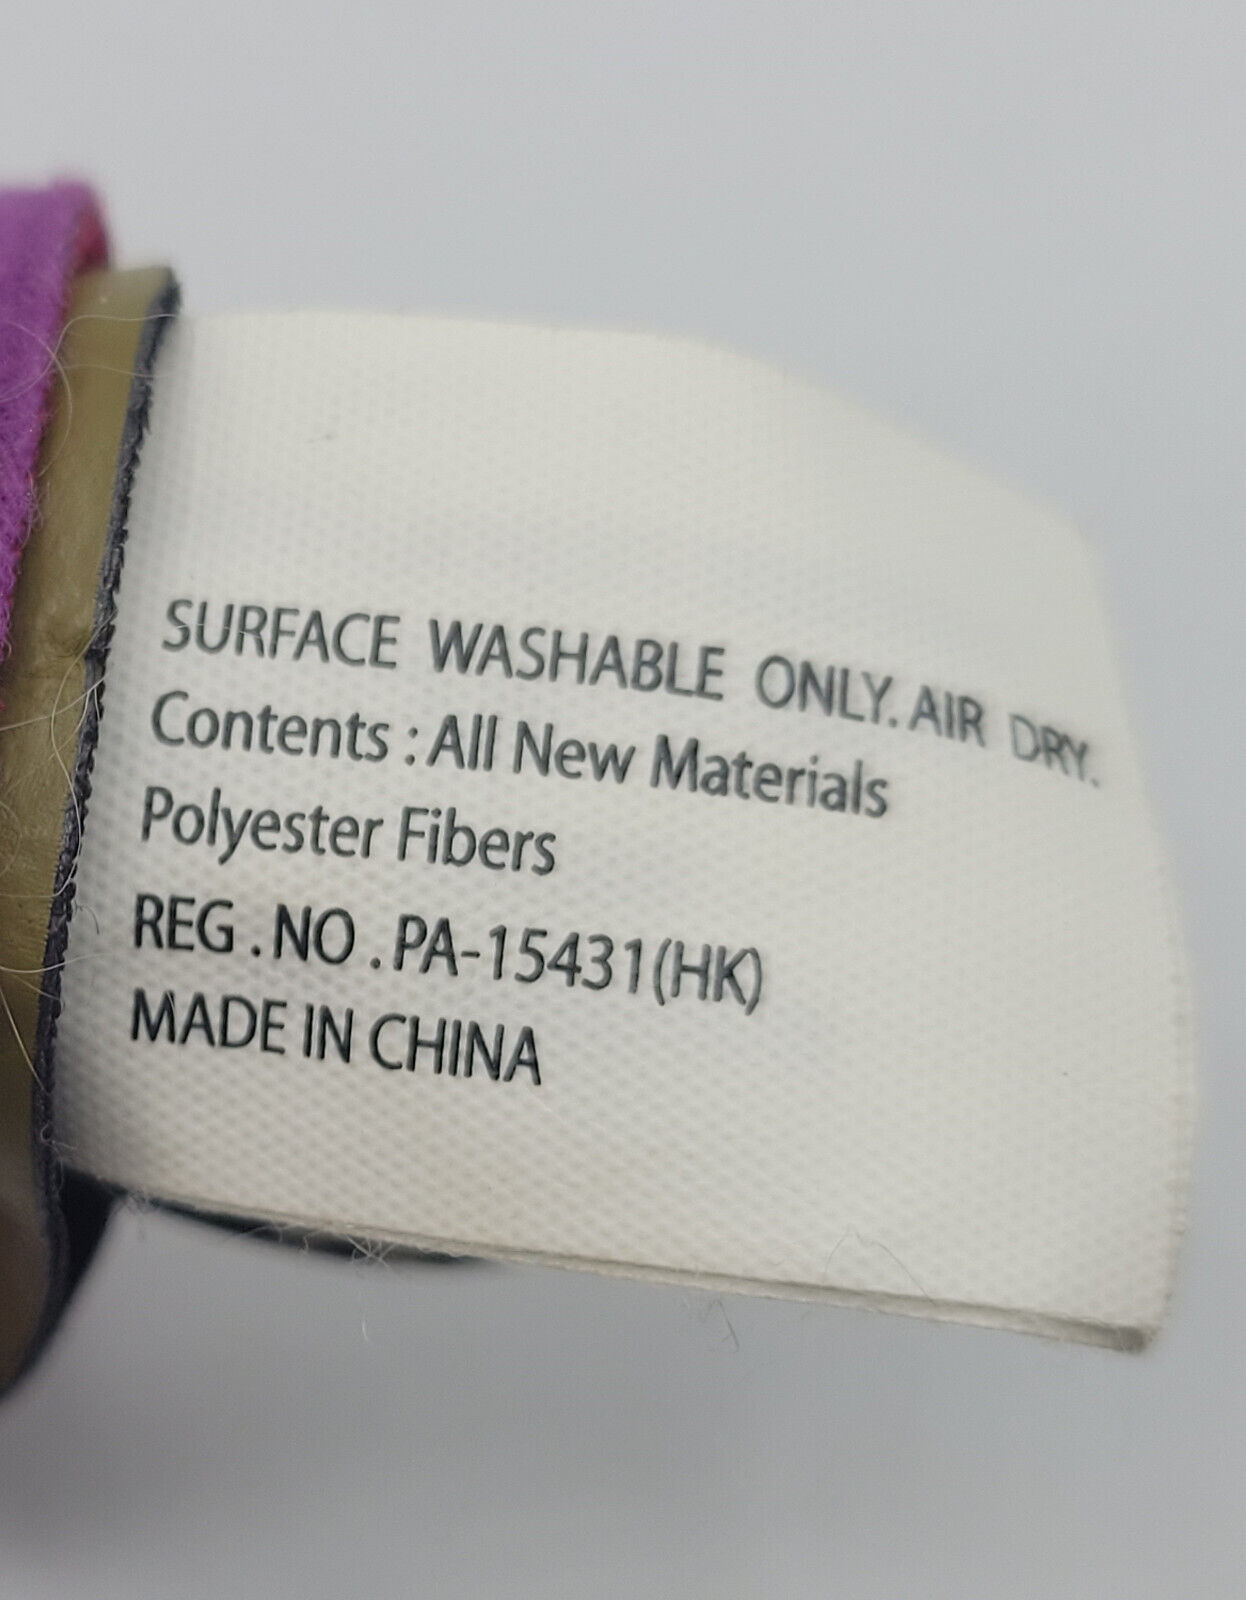 SURFACE WASHABLE ONLY. AIR DRY.
Contents : All New Materials
Polyester Fibers
REG . NO . PA-15431(HK)
MADE IN CHINA